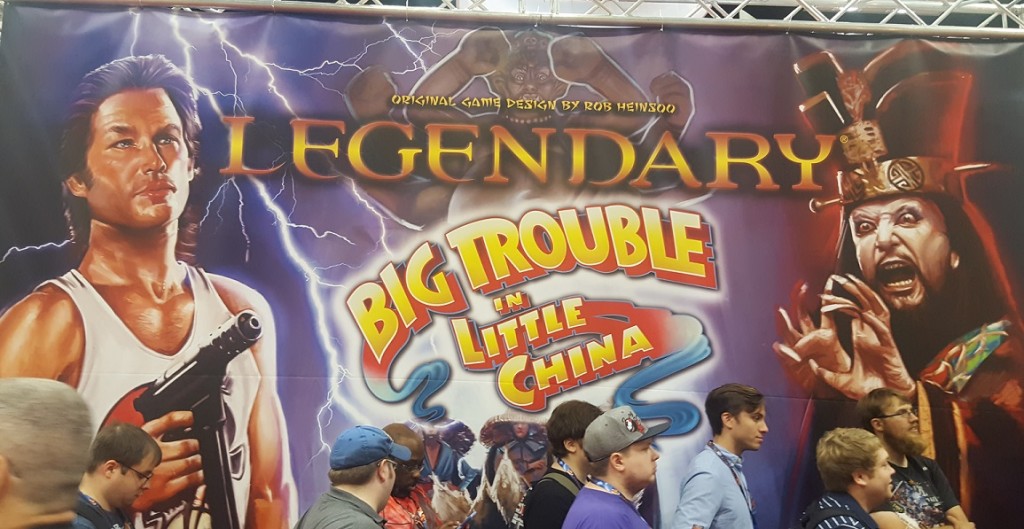 ORIGINAL GAME DESIGN BY ROB HEINSOO
LEGENDARY®
BIG TROUBLE
IN
LITTLE
CHINA